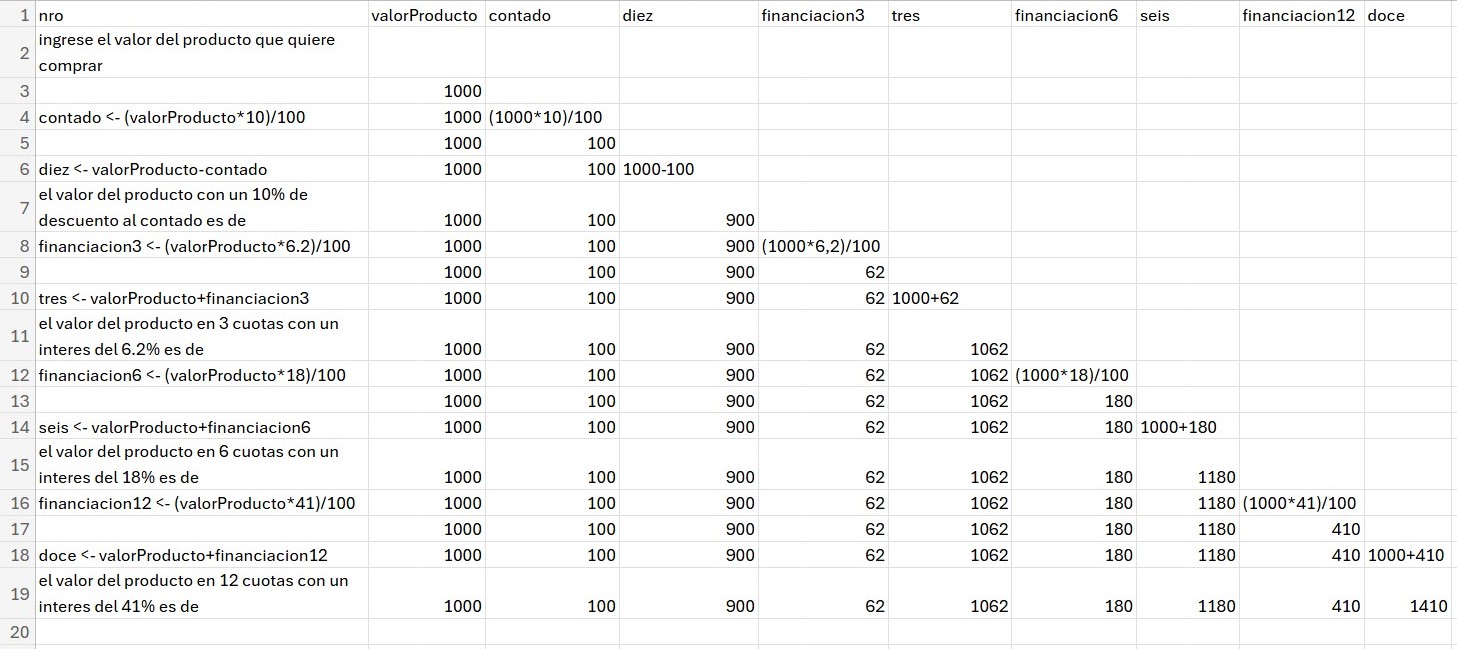 1 nro valorProducto contado diez financiacion3 tres financiacion6 seis financiacion12 doce
ingrese el valor del producto que quiere
2
comprar
3 1000
4 contado <- (valorProducto*10)/100 1000 (1000*10)/100
5 1000 100
6 diez <- valorProducto-contado 1000 100 1000-100
el valor del producto con un 10% de
7
descuento al contado es de 1000 100 900
8 financiacion3 <- (valorProducto*6.2)/100 1000 100 900 (1000*6,2)/100
9 1000 100 900 62
10 tres <- valorProducto+financiacion3 1000 100 900 62 1000+62
el valor del producto en 3 cuotas con un
11
interes del 6.2% es de 1000 100 900 62 1062
12 financiacion6 <- (valorProducto*18)/100 1000 100 900 62 1062 (1000*18)/100
13 1000 100 900 62 1062 180
14 seis <- valorProducto+financiacion6 1000 100 900 62 1062 180 1000+180
el valor del producto en 6 cuotas con un
15
interes del 18% es de 1000 100 900 62 1062 180 1180
16 financiacion12 <- (valorProducto*41)/100 1000 100 900 62 1062 180 1180 (1000*41)/100
17 1000 100 900 62 1062 180 1180 410
18 doce <- valorProducto+financiacion12 1000 100 900 62 1062 180 1180 410 1000+410
el valor del producto en 12 cuotas con un
19
interes del 41% es de 1000 100 900 62 1062 180 1180 410 1410
20